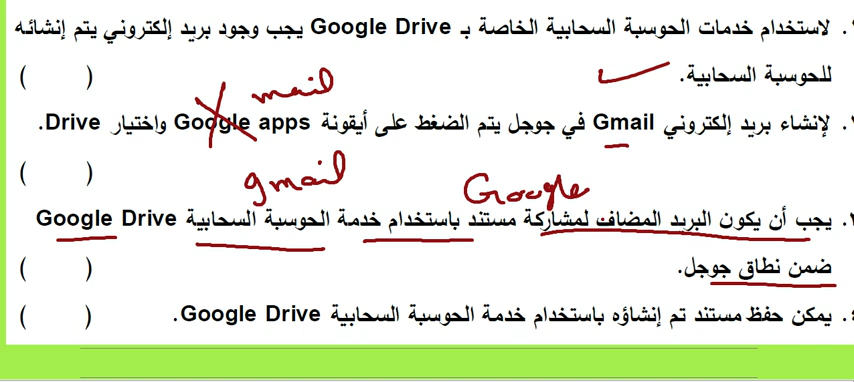 . لاستخدام خدمات الحوسبة السحابية الخاصة بـ Google Drive يجب وجود بريد إلكتروني يتم إنشائه
للحوسبة السحابية. ( )
mail
. لإنشاء بريد إلكتروني Gmail في جوجل يتم الضغط على أيقونة Google apps واختيار Drive.
( )
gmail Google
. يجب أن يكون البريد المضاف لمشاركة مستند باستخدام خدمة الحوسبة السحابية Google Drive
ضمن نطاق جوجل. ( )
٤. يمكن حفظ مستند تم إنشاؤه باستخدام خدمة الحوسبة السحابية Google Drive. ( )